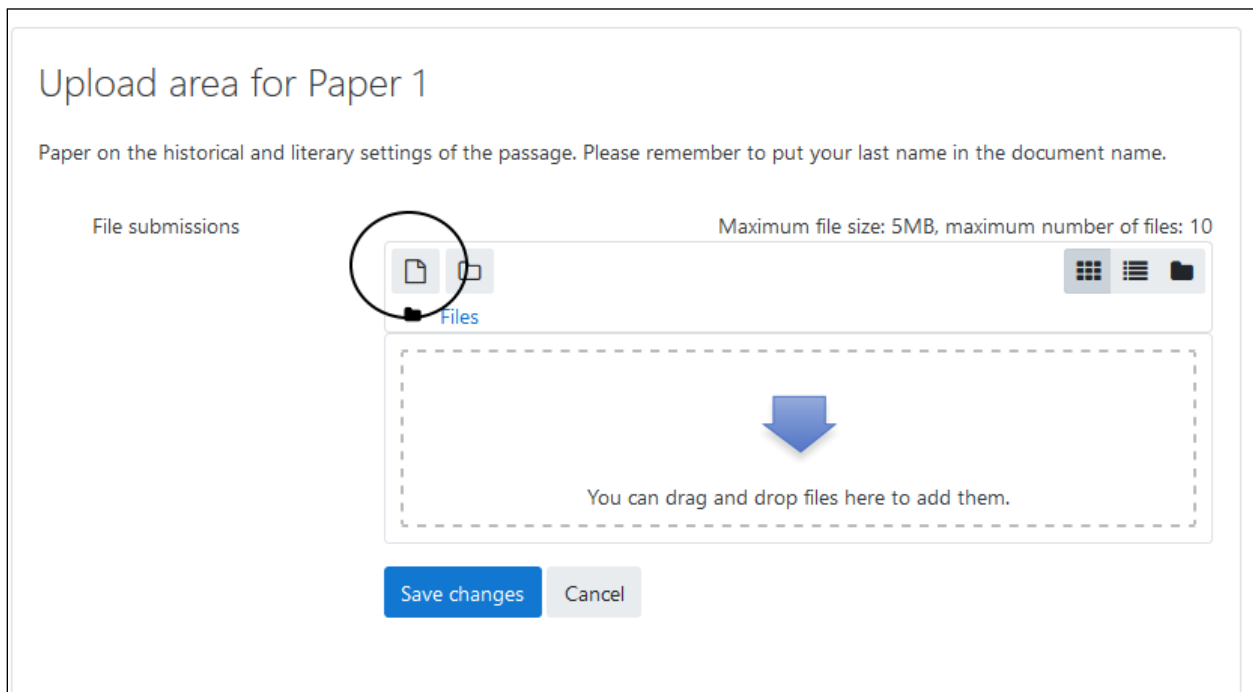 Upload area for Paper 1
Paper on the historical and literary settings of the passage. Please remember to put your last name in the document name.
File submissions
Maximum file size: 5MB, maximum number of files: 10
Files
You can drag and drop files here to add them.
Save changes
Cancel